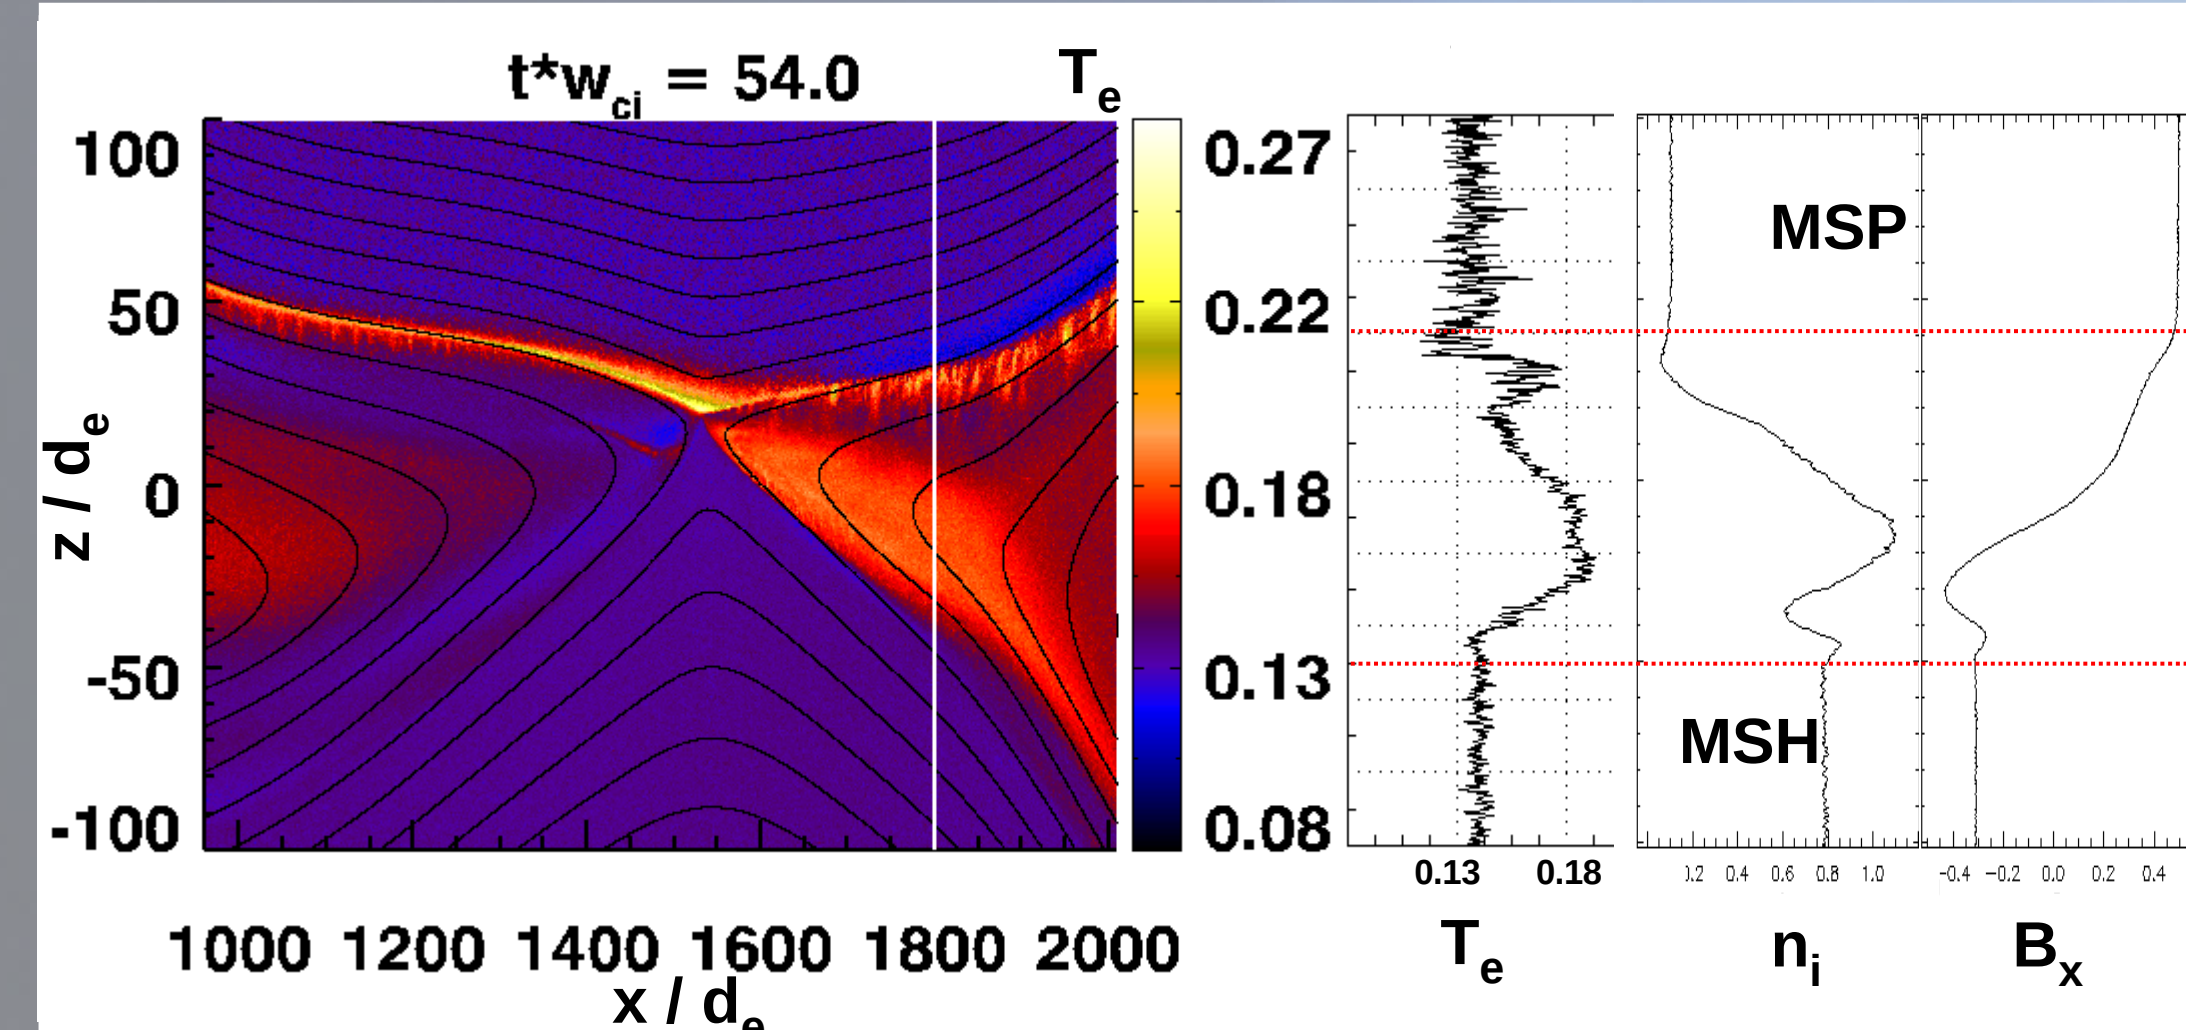 t*w_ci = 54.0
T_e
100
50
0
-50
-100
z / d_e
1000 1200 1400 1600 1800 2000
x / d_e
0.27
0.22
0.18
0.13
0.08
0.13 0.18
T_e
MSP
MSH
0.4 0.6 0.8 1.0
n_i
-0.4 -0.2 0.0 0.2 0.4
B_x